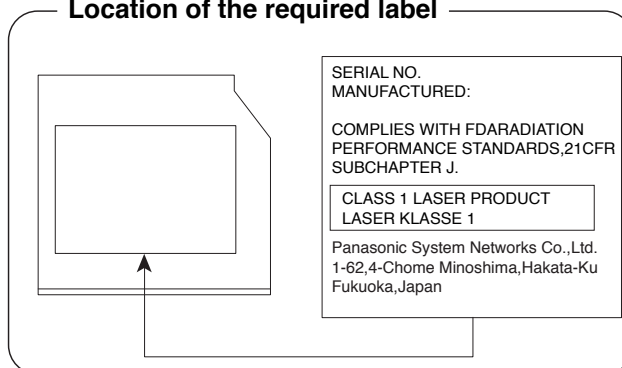 Location of the required label
SERIAL NO.
MANUFACTURED:
COMPLIES WITH FDARADIATION
PERFORMANCE STANDARDS,21CFR
SUBCHAPTER J.
CLASS 1 LASER PRODUCT
LASER KLASSE 1
Panasonic System Networks Co.,Ltd.
1-62,4-Chome Minoshima,Hakata-Ku
Fukuoka,Japan